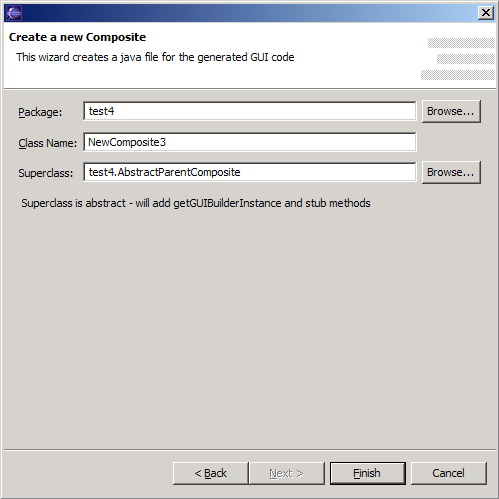 Create a new Composite
This wizard creates a java file for the generated GUI code
Package: test4 Browse...
Class Name: NewComposite3
Superclass: test4.AbstractParentComposite Browse...
Superclass is abstract - will add getGUIBuilderInstance and stub methods
< Back Next > Finish Cancel